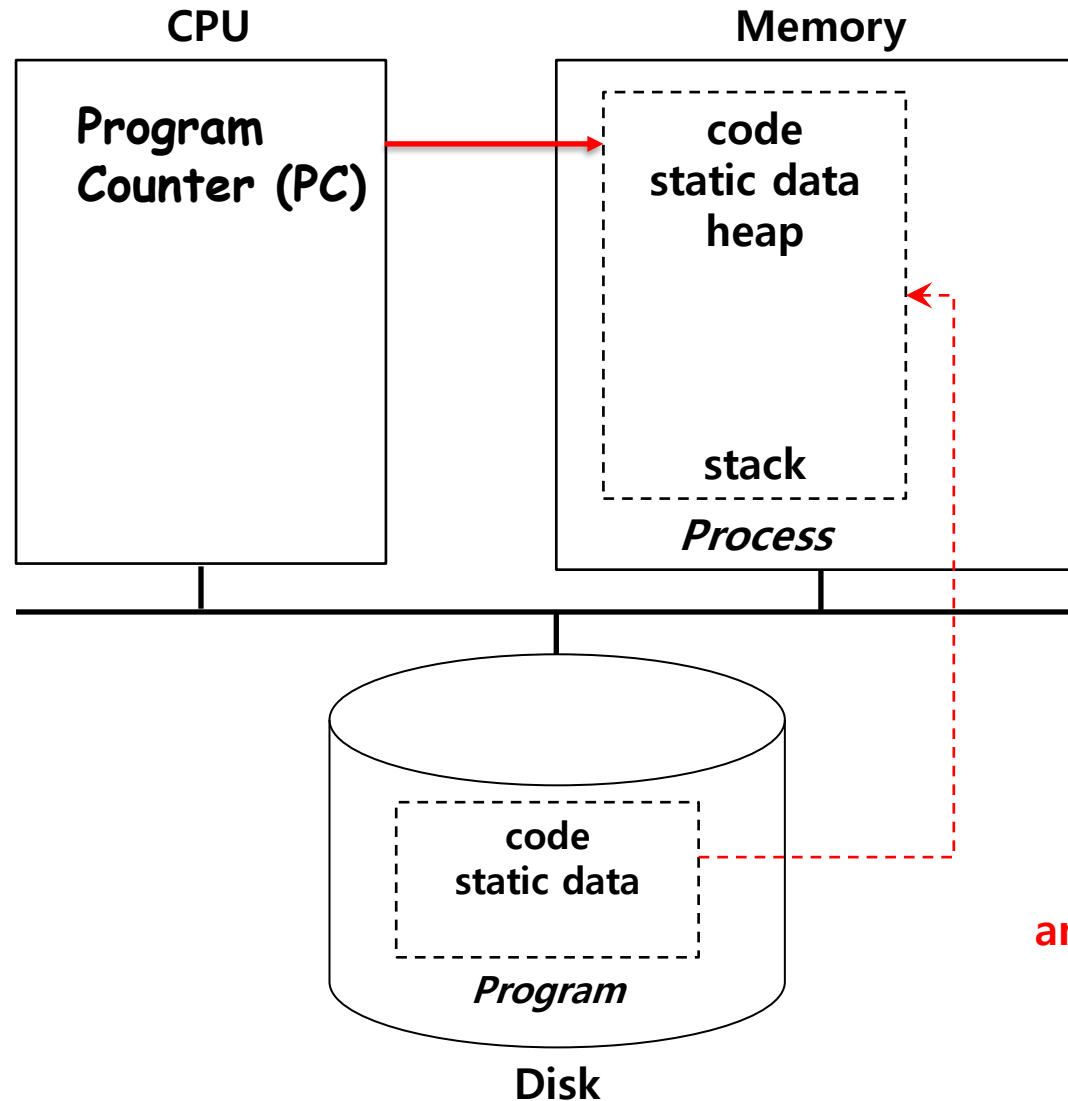 CPU
Memory
Program
Counter (PC)
code
static data
heap
stack
Process
code
static data
Program
Disk